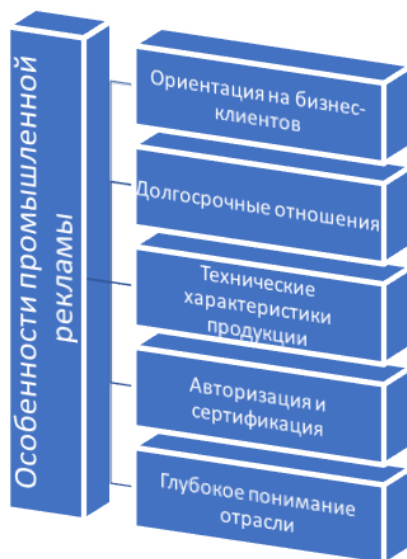 Особенности промышленной
рекламы
Ориентация на бизнес-
клиентов
Долгосрочные отношения
Технические
характеристики
продукции
Авторизация и
сертификация
Глубокое понимание
отрасли